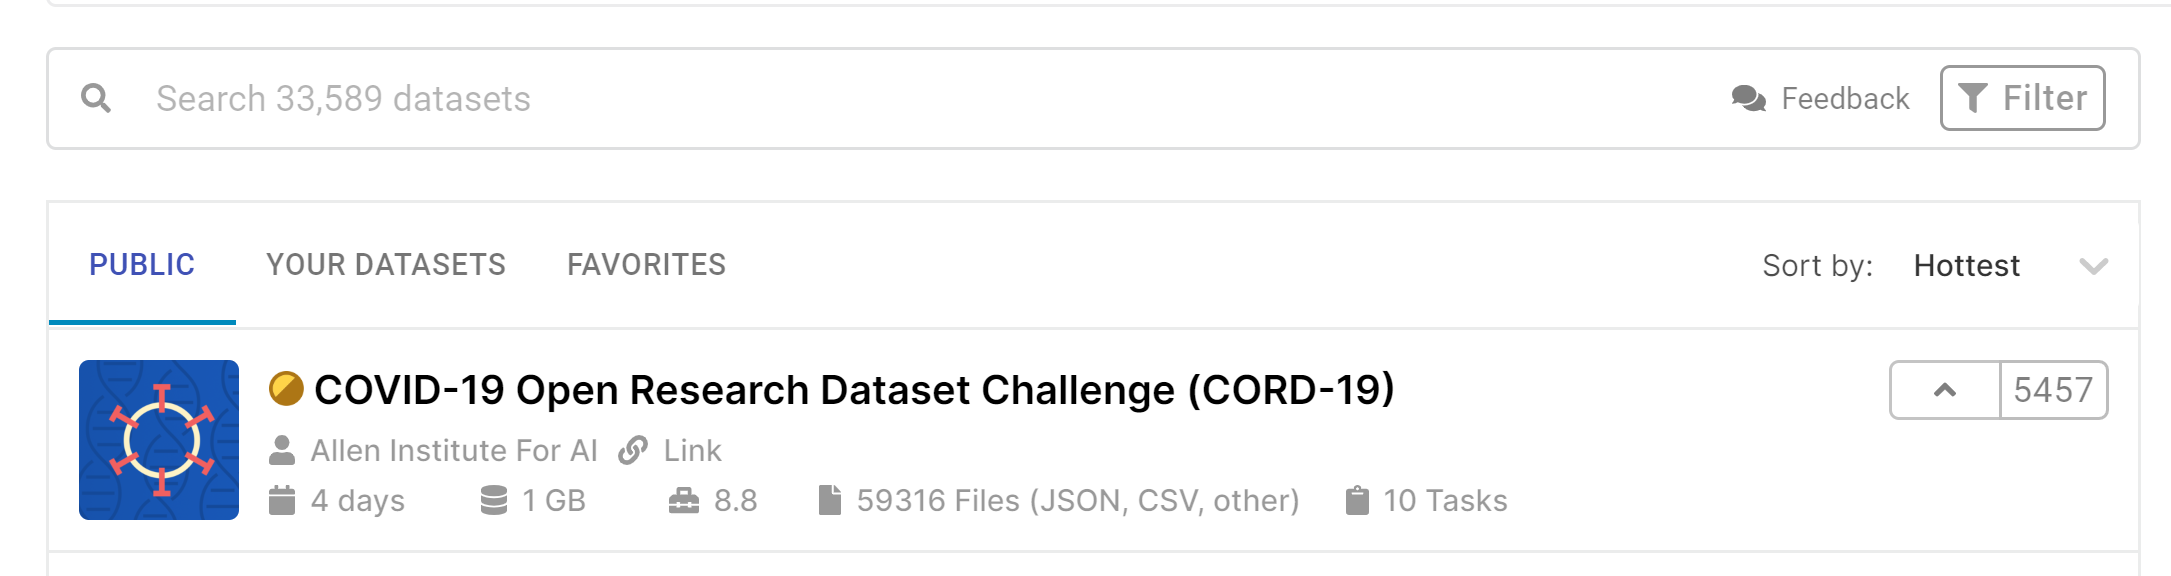 Search 33,589 datasets Feedback Filter
PUBLIC YOUR DATASETS FAVORITES Sort by: Hottest
COVID-19 Open Research Dataset Challenge (CORD-19) 5457
Allen Institute For AI Link
4 days 1 GB 8.8 59316 Files (JSON, CSV, other) 10 Tasks